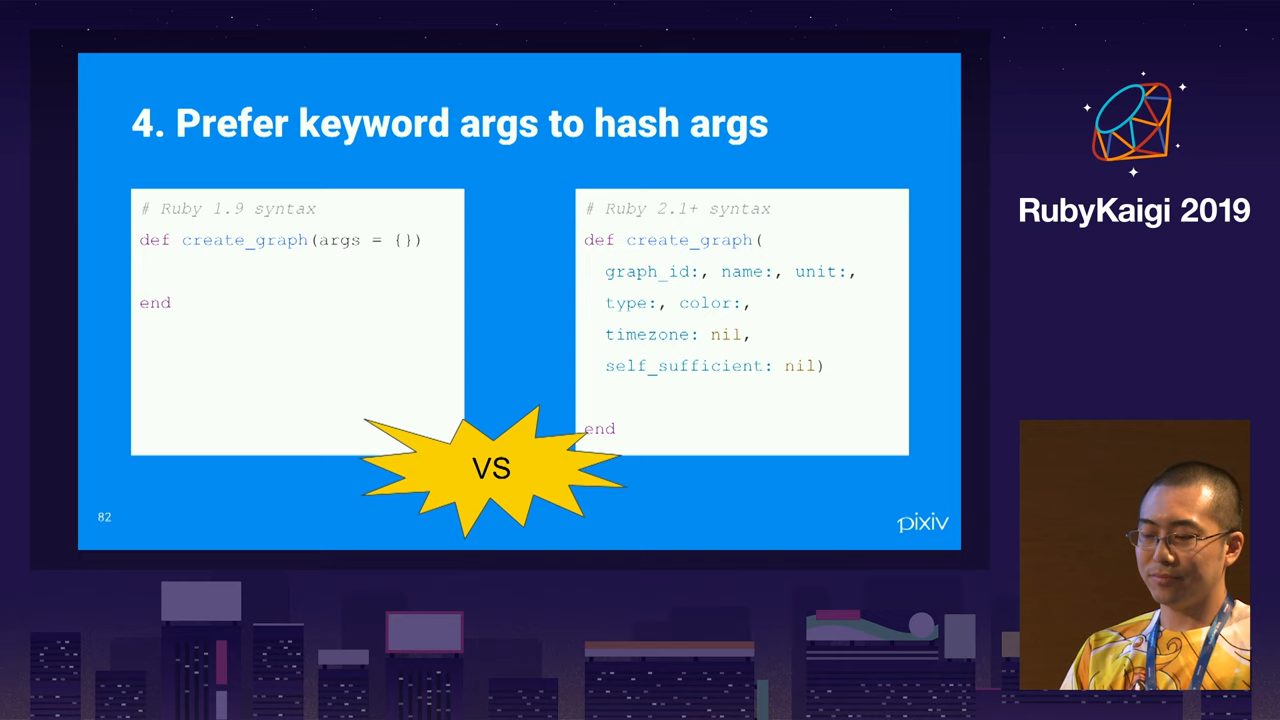 4. Prefer keyword args to hash args
# Ruby 1.9 syntax
def create_graph(args = {})
end
# Ruby 2.1+ syntax
def create_graph(
graph_id:, name:, unit:,
type:, color:,
timezone: nil,
self_sufficient: nil)
end
VS
82
pixiv
RubyKaigi 2019